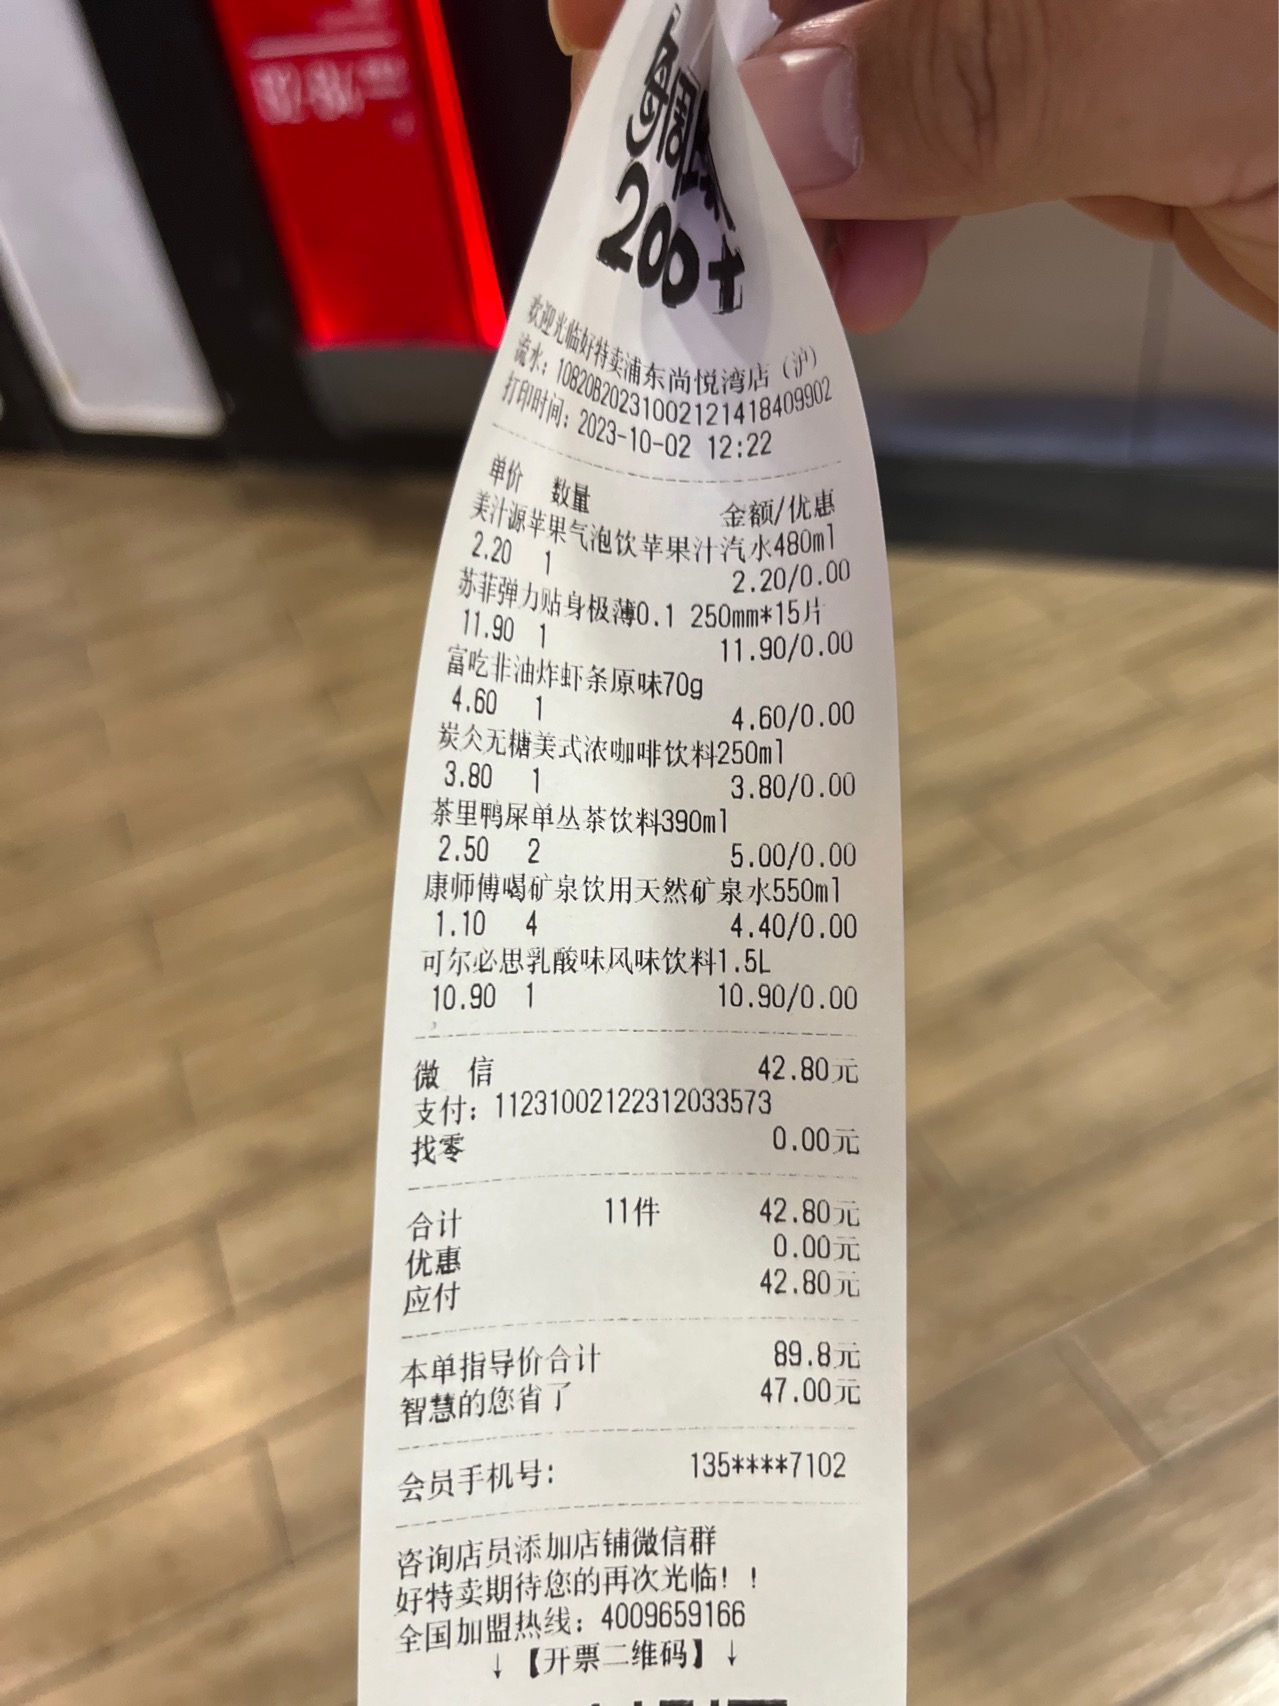 200+
欢迎光临好特卖浦东尚悦湾店（沪）
流水：10820B20231002121418409902
打印时间：2023-10-02 12:22
单价 数量 金额/优惠
美汁源苹果气泡饮苹果汁汽水480ml
2.20 1 2.20/0.00
苏菲弹力贴身极薄0.1 250mm*15片
11.90 1 11.90/0.00
富吃非油炸虾条原味70g
4.60 1 4.60/0.00
炭仌无糖美式浓咖啡饮料250ml
3.80 1 3.80/0.00
茶里鸭屎单丛茶饮料390ml
2.50 2 5.00/0.00
康师傅喝矿泉饮用天然矿泉水550ml
1.10 4 4.40/0.00
可尔必思乳酸味风味饮料1.5L
10.90 1 10.90/0.00
微 信 42.80元
支付：11231002122312033573
找零 0.00元
合计 11件 42.80元
优惠 0.00元
应付 42.80元
本单指导价合计 89.8元
智慧的您省了 47.00元
会员手机号： 135****7102
咨询店员添加店铺微信群
好特卖期待您的再次光临！！
全国加盟热线：4009659166
↓【开票二维码】↓